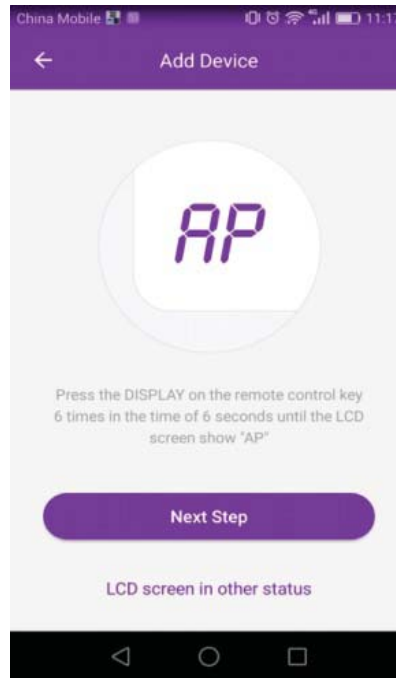 China Mobile 11:17
Add Device
AP
Press the DISPLAY on the remote control key
6 times in the time of 6 seconds until the LCD
screen show "AP"
Next Step
LCD screen in other status